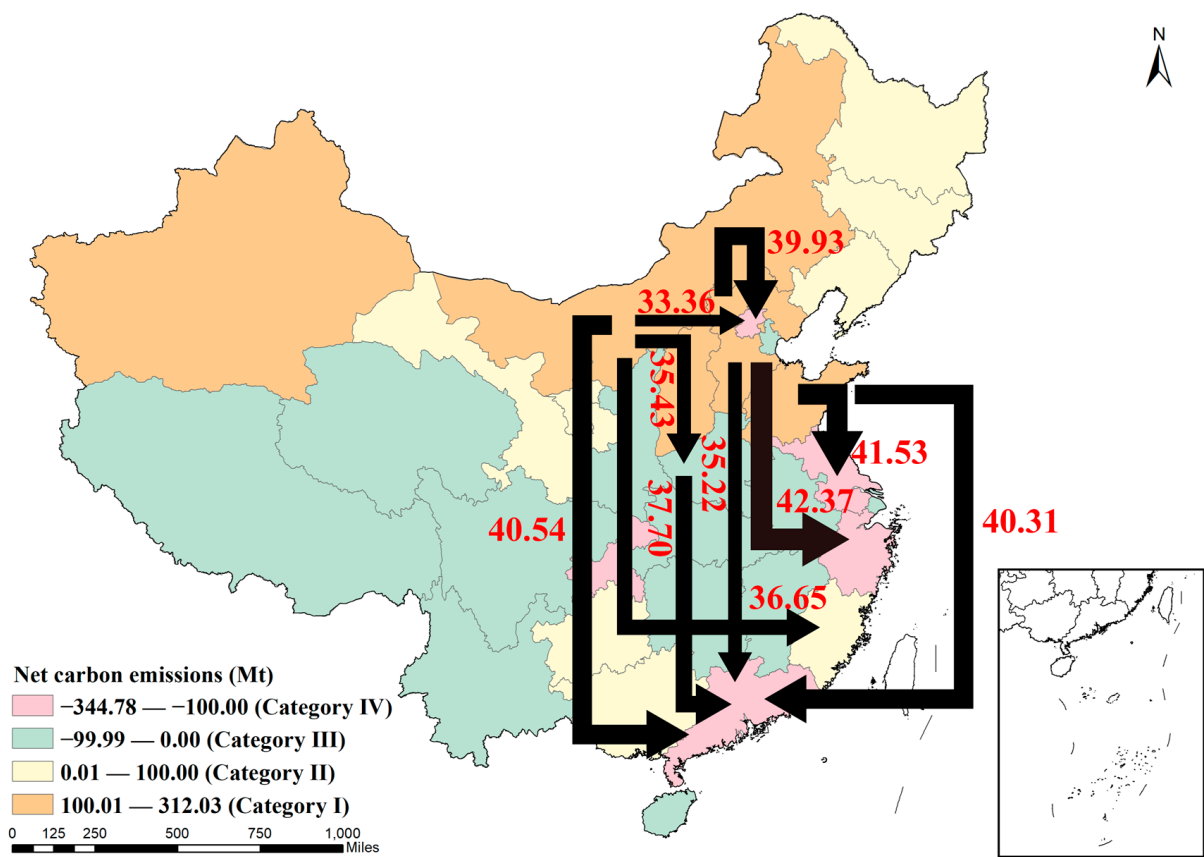 N
39.93
33.36
35.43
35.22
41.53
42.37
37.70
40.54
40.31
36.65
Net carbon emissions (Mt)
−344.78 — −100.00 (Category IV)
−99.99 — 0.00 (Category III)
0.01 — 100.00 (Category II)
100.01 — 312.03 (Category I)
0 125 250 500 750 1,000
Miles